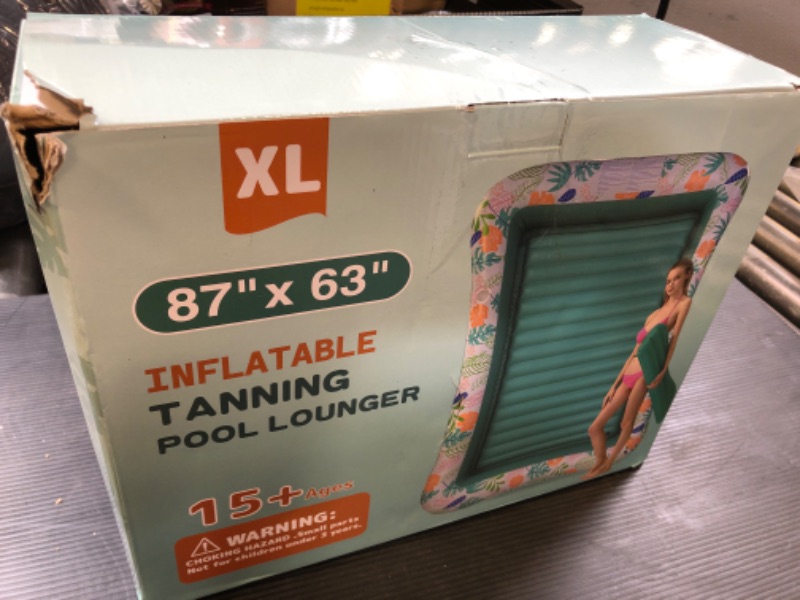 XL
87" x 63"
INFLATABLE
TANNING
POOL LOUNGER
15+ Ages
WARNING:
CHOKING HAZARD .Small parts
Not for children under 3 years.